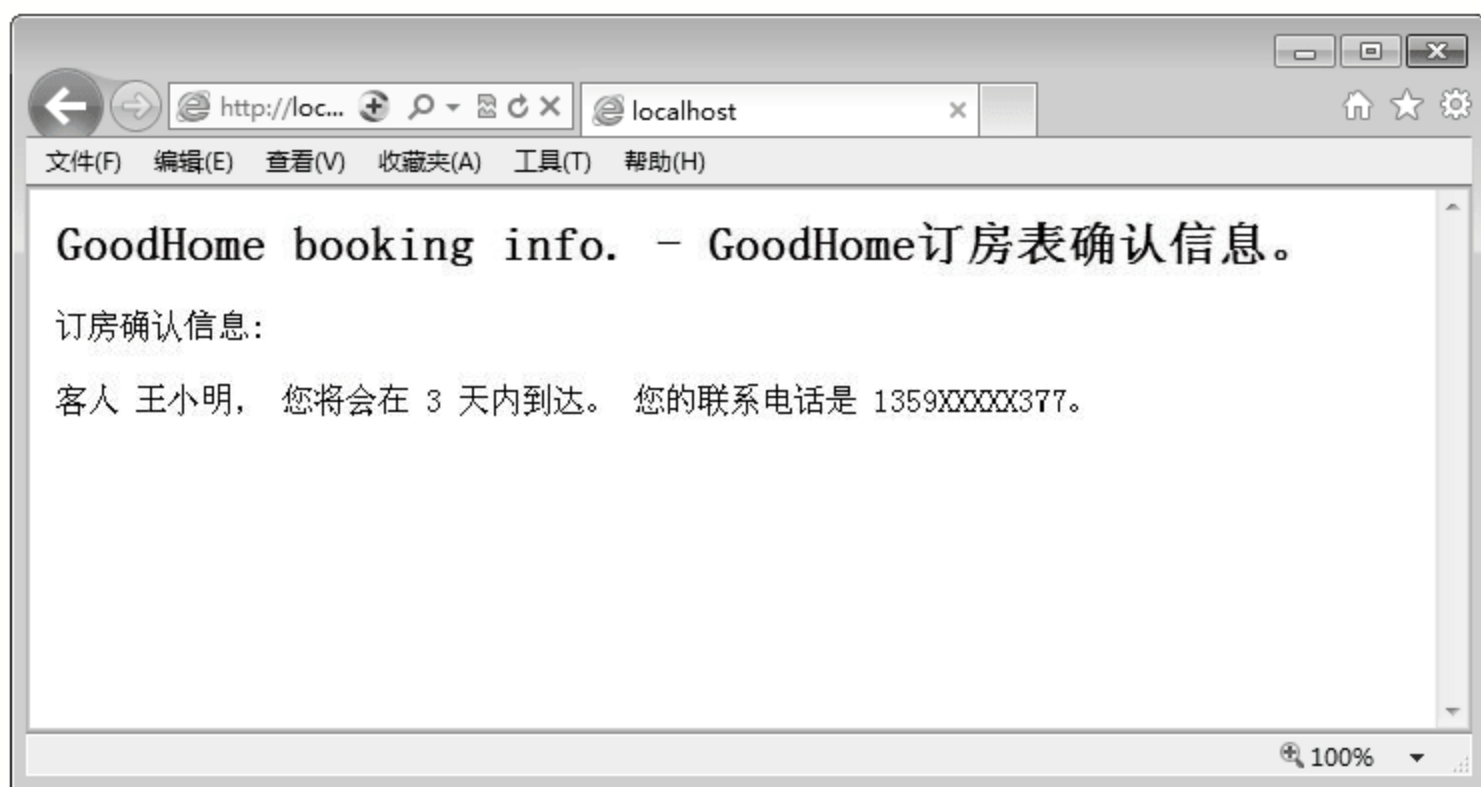 http://loc...
localhost
文件(F) 编辑(E) 查看(V) 收藏夹(A) 工具(T) 帮助(H)
GoodHome booking info. - GoodHome订房表确认信息。
订房确认信息:
客人 王小明, 您将会在 3 天内到达。 您的联系电话是 1359XXXXX377。
100%